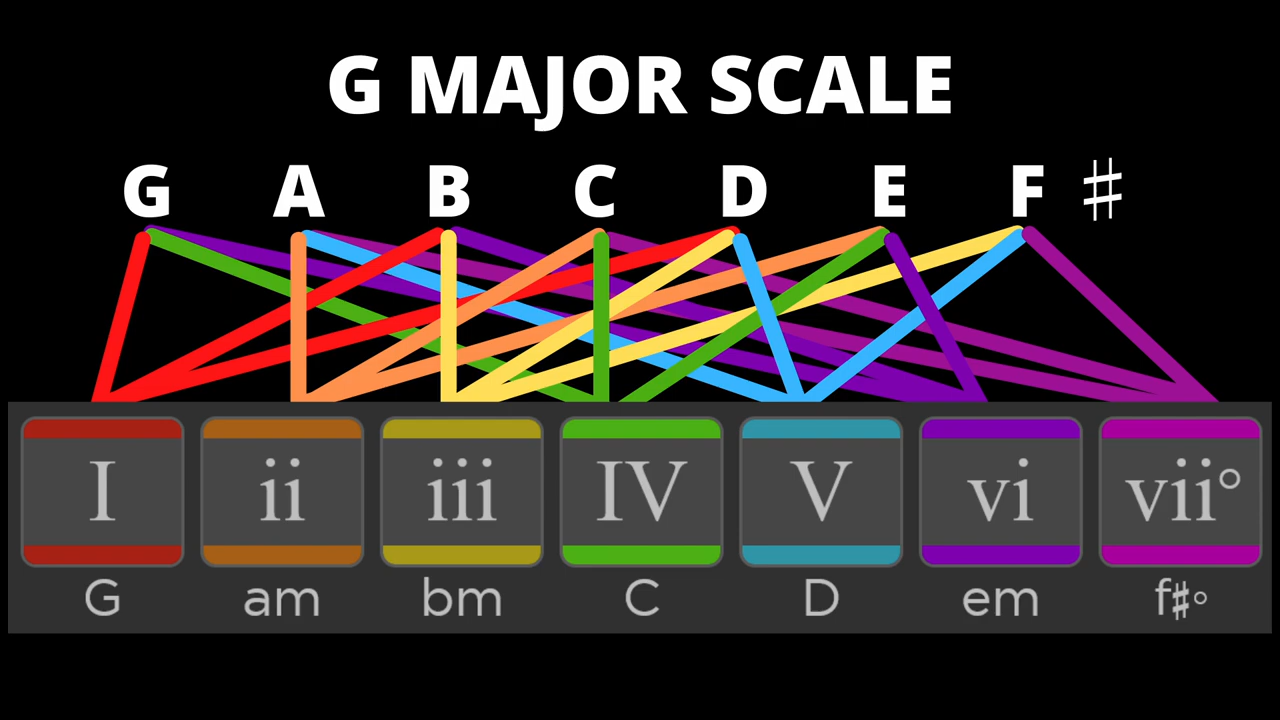 G MAJOR SCALE
G A B C D E F ♯
I ii iii IV V vi vii°
G am bm C D em f♯°